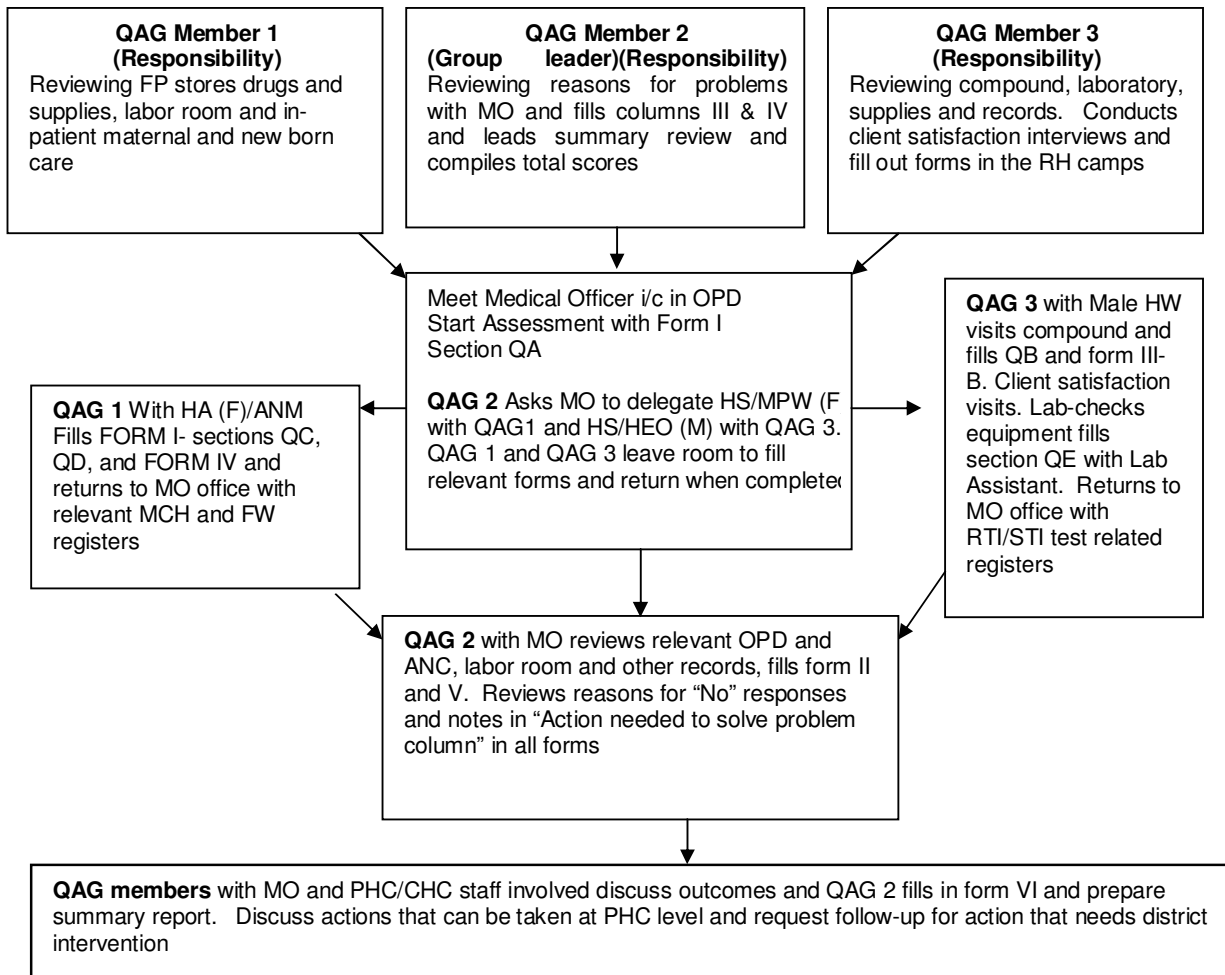 QAG Member 1
(Responsibility)
Reviewing FP stores drugs and
supplies, labor room and in-
patient maternal and new born
care
QAG Member 2
(Group leader)(Responsibility)
Reviewing reasons for problems
with MO and fills columns III & IV
and leads summary review and
compiles total scores
QAG Member 3
(Responsibility)
Reviewing compound, laboratory,
supplies and records. Conducts
client satisfaction interviews and
fill out forms in the RH camps
Meet Medical Officer i/c in OPD
Start Assessment with Form I
Section QA
QAG 2 Asks MO to delegate HS/MPW (F
with QAG1 and HS/HEO (M) with QAG 3.
QAG 1 and QAG 3 leave room to fill
relevant forms and return when completed
QAG 1 With HA (F)/ANM
Fills FORM I- sections QC,
QD, and FORM IV and
returns to MO office with
relevant MCH and FW
registers
QAG 3 with Male HW
visits compound and
fills QB and form III-
B. Client satisfaction
visits. Lab-checks
equipment fills
section QE with Lab
Assistant. Returns to
MO office with
RTI/STI test related
registers
QAG 2 with MO reviews relevant OPD and
ANC, labor room and other records, fills form II
and V. Reviews reasons for “No” responses
and notes in “Action needed to solve problem
column” in all forms
QAG members with MO and PHC/CHC staff involved discuss outcomes and QAG 2 fills in form VI and prepare
summary report. Discuss actions that can be taken at PHC level and request follow-up for action that needs district
intervention